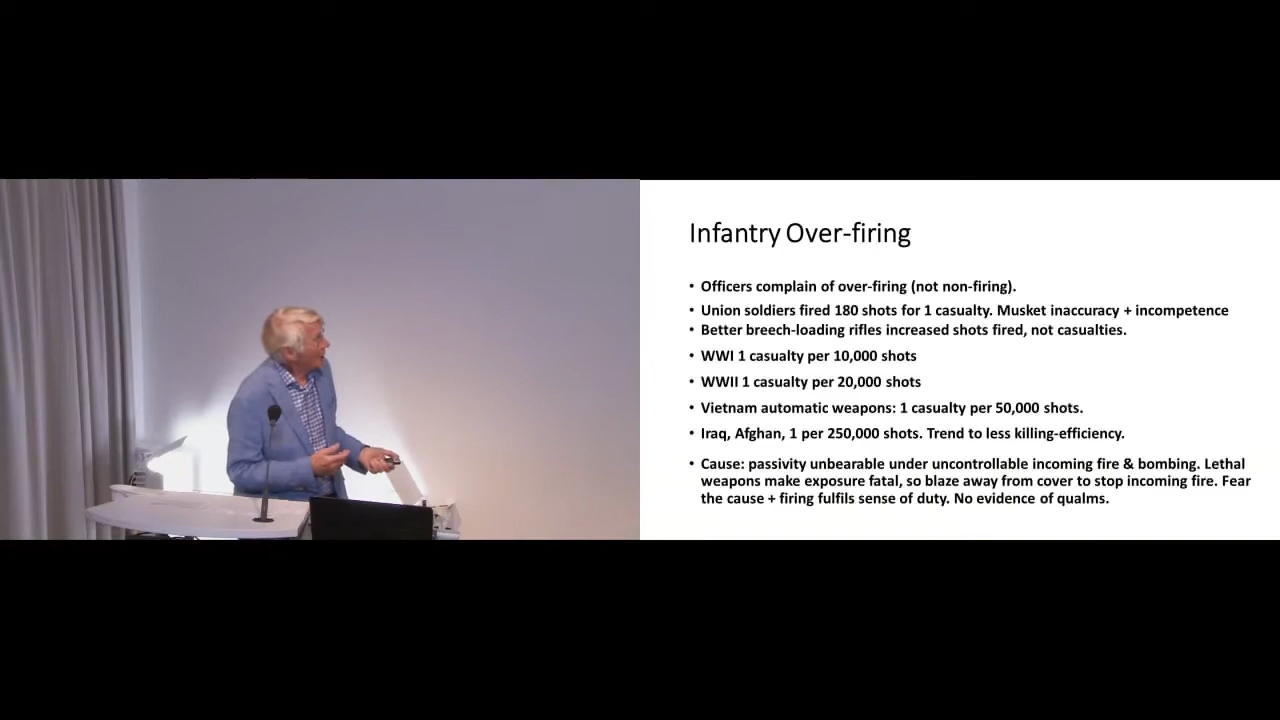 Infantry Over-firing
• Officers complain of over-firing (not non-firing).
• Union soldiers fired 180 shots for 1 casualty. Musket inaccuracy + incompetence
• Better breech-loading rifles increased shots fired, not casualties.
• WWI 1 casualty per 10,000 shots
• WWII 1 casualty per 20,000 shots
• Vietnam automatic weapons: 1 casualty per 50,000 shots.
• Iraq, Afghan, 1 per 250,000 shots. Trend to less killing-efficiency.
• Cause: passivity unbearable under uncontrollable incoming fire & bombing. Lethal
weapons make exposure fatal, so blaze away from cover to stop incoming fire. Fear
the cause + firing fulfils sense of duty. No evidence of qualms.